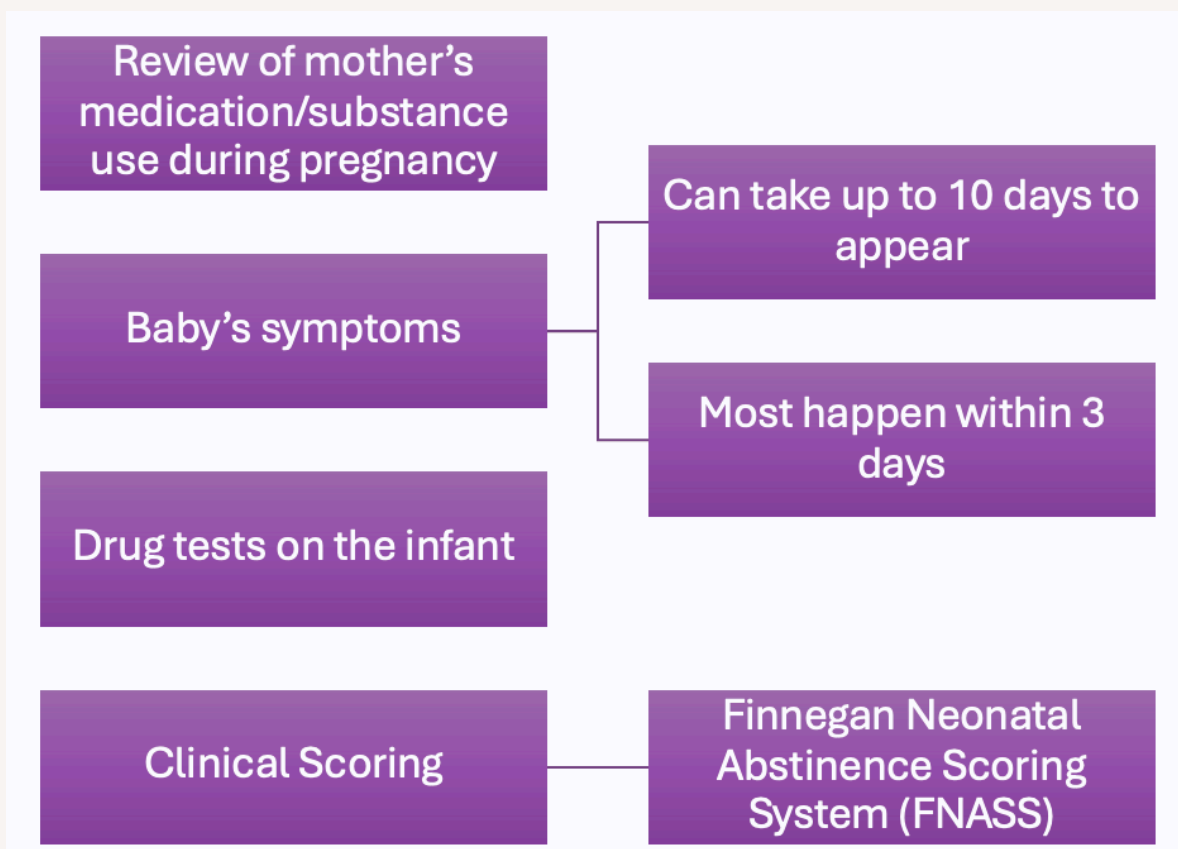 Review of mother’s
medication/substance
use during pregnancy
Baby’s symptoms
Can take up to 10 days to
appear
Most happen within 3
days
Drug tests on the infant
Clinical Scoring
Finnegan Neonatal
Abstinence Scoring
System (FNASS)